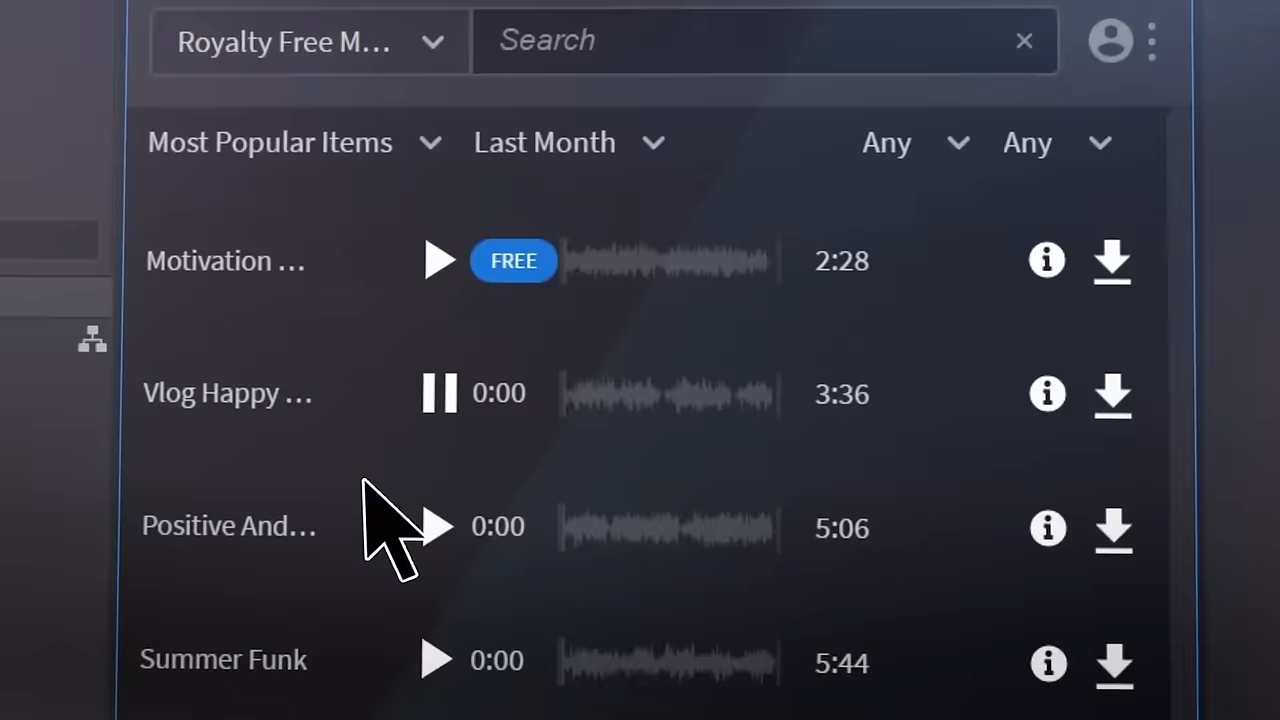 Royalty Free M... Search
Most Popular Items Last Month Any Any
Motivation ... FREE 2:28
Vlog Happy ... 0:00 3:36
Positive And... 0:00 5:06
Summer Funk 0:00 5:44